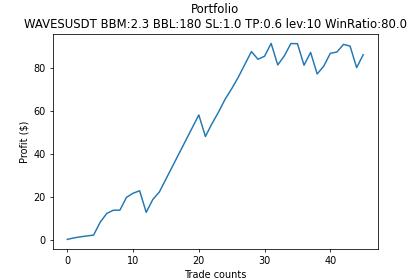 Portfolio
WAVESUSDT BBM:2.3 BBL:180 SL:1.0 TP:0.6 lev:10 WinRatio:80.0
Profit ($)
80
60
40
20
0
0 10 20 30 40
Trade counts